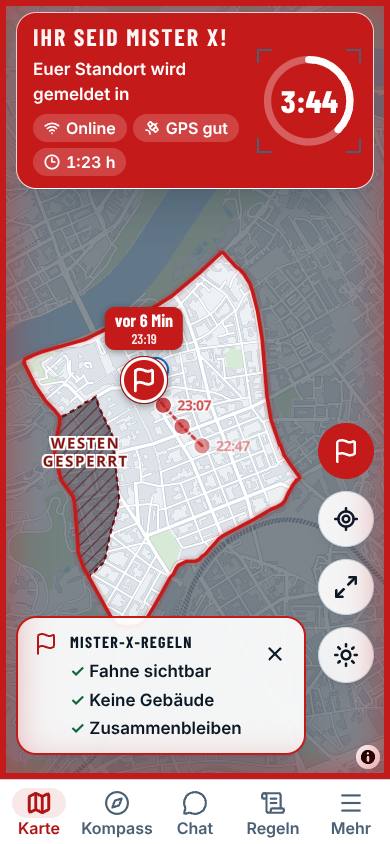 IHR SEID MISTER X!
Euer Standort wird
gemeldet in
3:44
Online
GPS gut
1:23 h
vor 6 Min
23:19
23:07
22:47
WESTEN
GESPERRT
MISTER-X-REGELN
Fahne sichtbar
Keine Gebäude
Zusammenbleiben
Karte
Kompass
Chat
Regeln
Mehr